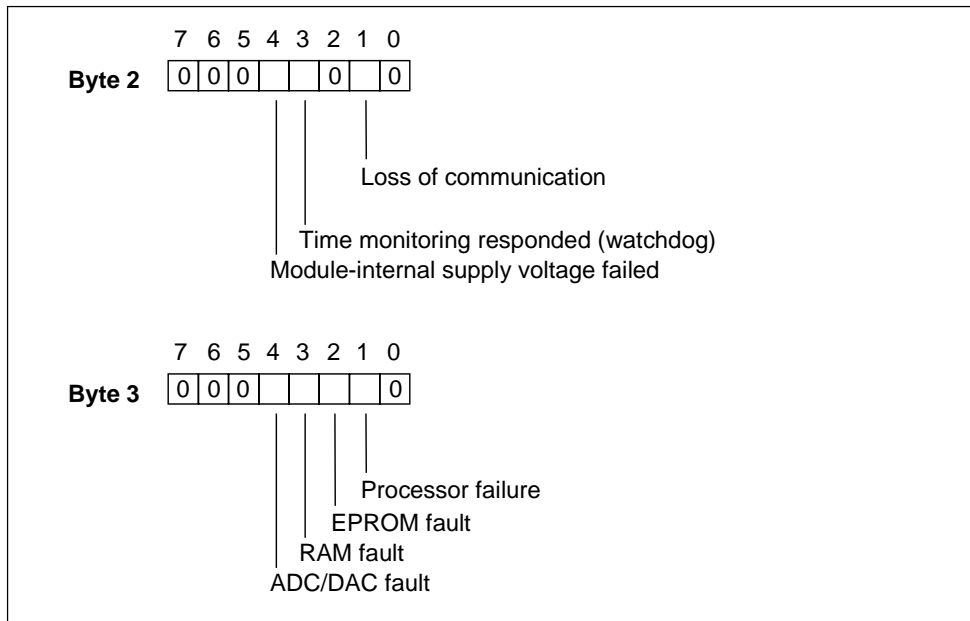 7 6 5 4 3 2 1 0
Byte 2 0 0 0 0 0
Loss of communication
Time monitoring responded (watchdog)
Module-internal supply voltage failed
7 6 5 4 3 2 1 0
Byte 3 0 0 0 0
Processor failure
EPROM fault
RAM fault
ADC/DAC fault